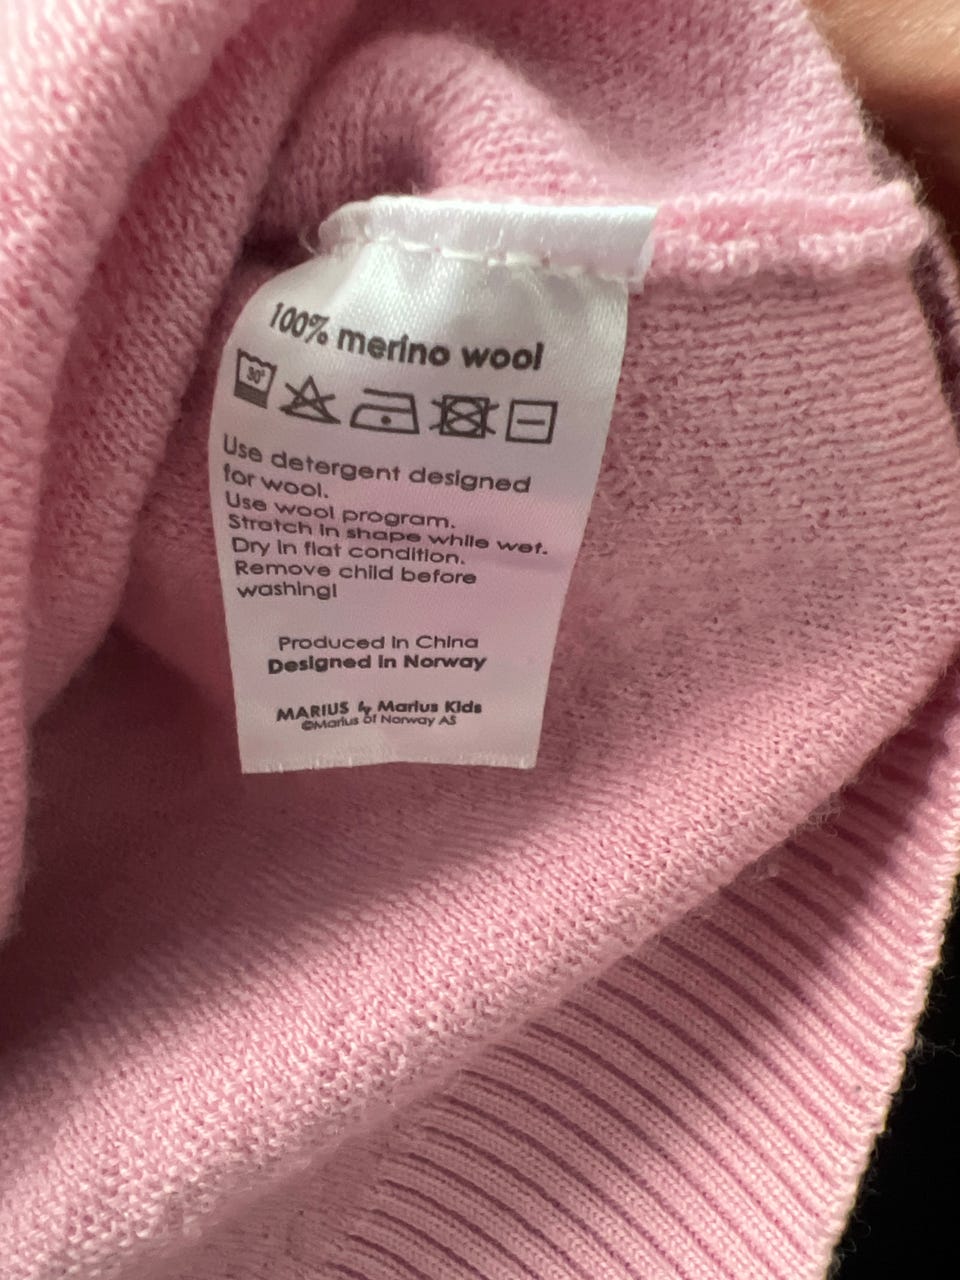 100% merino wool
30°
Use detergent designed
for wool.
Use wool program.
Stretch in shape while wet.
Dry in flat condition.
Remove child before
washing!
Produced in China
Designed in Norway
MARIUS by Marius Kids
©Marius of Norway AS